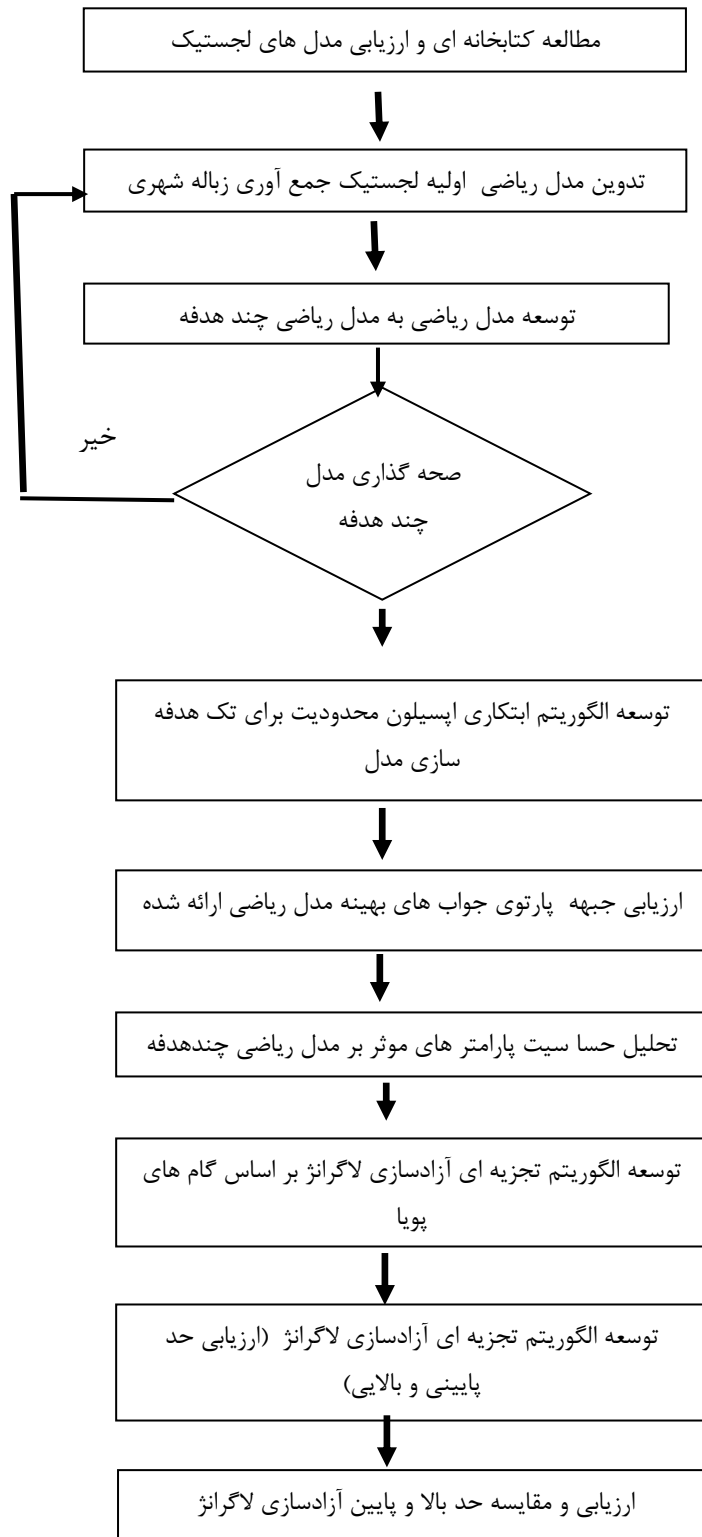 مطالعه کتابخانه ای و ارزیابی مدل های لجستیک
تدوین مدل ریاضی اولیه لجستیک جمع آوری زباله شهری
توسعه مدل ریاضی به مدل ریاضی چند هدفه
خیر
صحه گذاری مدل
چند هدفه
توسعه الگوریتم ابتکاری اپسیلون محدودیت برای تک هدفه
سازی مدل
ارزیابی جبهه پارتوی جواب های بهینه مدل ریاضی ارائه شده
تحلیل حسا سیت پارامتر های موثر بر مدل ریاضی چندهدفه
توسعه الگوریتم تجزیه ای آزادسازی لاگرانژ بر اساس گام های
پویا
توسعه الگوریتم تجزیه ای آزادسازی لاگرانژ (ارزیابی حد
پایینی و بالایی)
ارزیابی و مقایسه حد بالا و پایین آزادسازی لاگرانژ